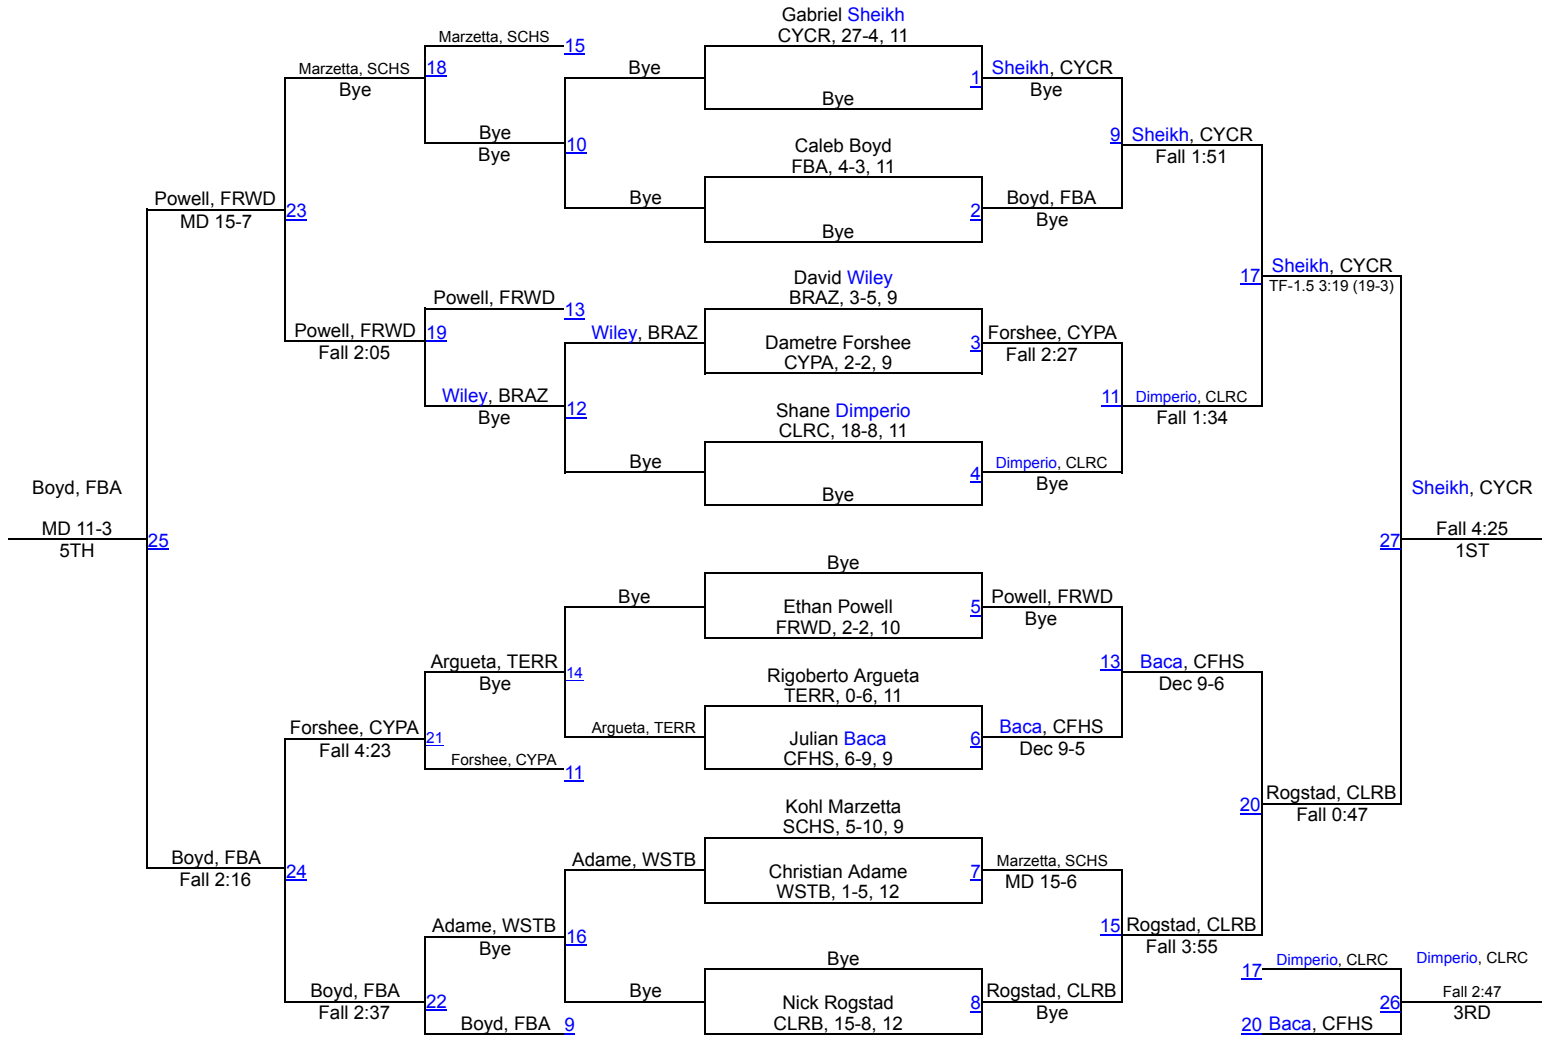 Gabriel Sheikh
CYCR, 27-4, 11
Marzetta, SCHS 15
Marzetta, SCHS 18
Bye
Bye
1 Sheikh, CYCR
Bye
Bye
Bye
Bye
10
Caleb Boyd
FBA, 4-3, 11
9 Sheikh, CYCR
Fall 1:51
Powell, FRWD
MD 15-7
23
Bye
2 Boyd, FBA
Bye
Bye
David Wiley
BRAZ, 3-5, 9
17 Sheikh, CYCR
TF-1.5 3:19 (19-3)
Powell, FRWD 13
Powell, FRWD 19
Fall 2:05
Wiley, BRAZ
Dametre Forshee
CYPA, 2-2, 9
3 Forshee, CYPA
Fall 2:27
Wiley, BRAZ
Bye
12
Shane Dimperio
CLRC, 18-8, 11
11 Dimperio, CLRC
Fall 1:34
Bye
4 Dimperio, CLRC
Bye
Bye
Boyd, FBA
MD 11-3
5TH
25
Sheikh, CYCR
27 Fall 4:25
1ST
Bye
Bye
Ethan Powell
FRWD, 2-2, 10
5 Powell, FRWD
Bye
Argueta, TERR
Bye
14
Rigoberto Argueta
TERR, 0-6, 11
13 Baca, CFHS
Dec 9-6
Forshee, CYPA
Fall 4:23
21
Argueta, TERR
Julian Baca
CFHS, 6-9, 9
6 Baca, CFHS
Dec 9-5
Forshee, CYPA 11
Kohl Marzetta
SCHS, 5-10, 9
20 Rogstad, CLRB
Fall 0:47
Boyd, FBA
Fall 2:16
24
Adame, WSTB
Christian Adame
WSTB, 1-5, 12
7 Marzetta, SCHS
MD 15-6
Adame, WSTB
Bye
16
15 Rogstad, CLRB
Fall 3:55
Bye
17 Dimperio, CLRC
Dimperio, CLRC
Boyd, FBA
Fall 2:37
22
Bye
Nick Rogstad
CLRB, 15-8, 12
8 Rogstad, CLRB
Bye
26 Fall 2:47
3RD
Boyd, FBA 9
20 Baca, CFHS